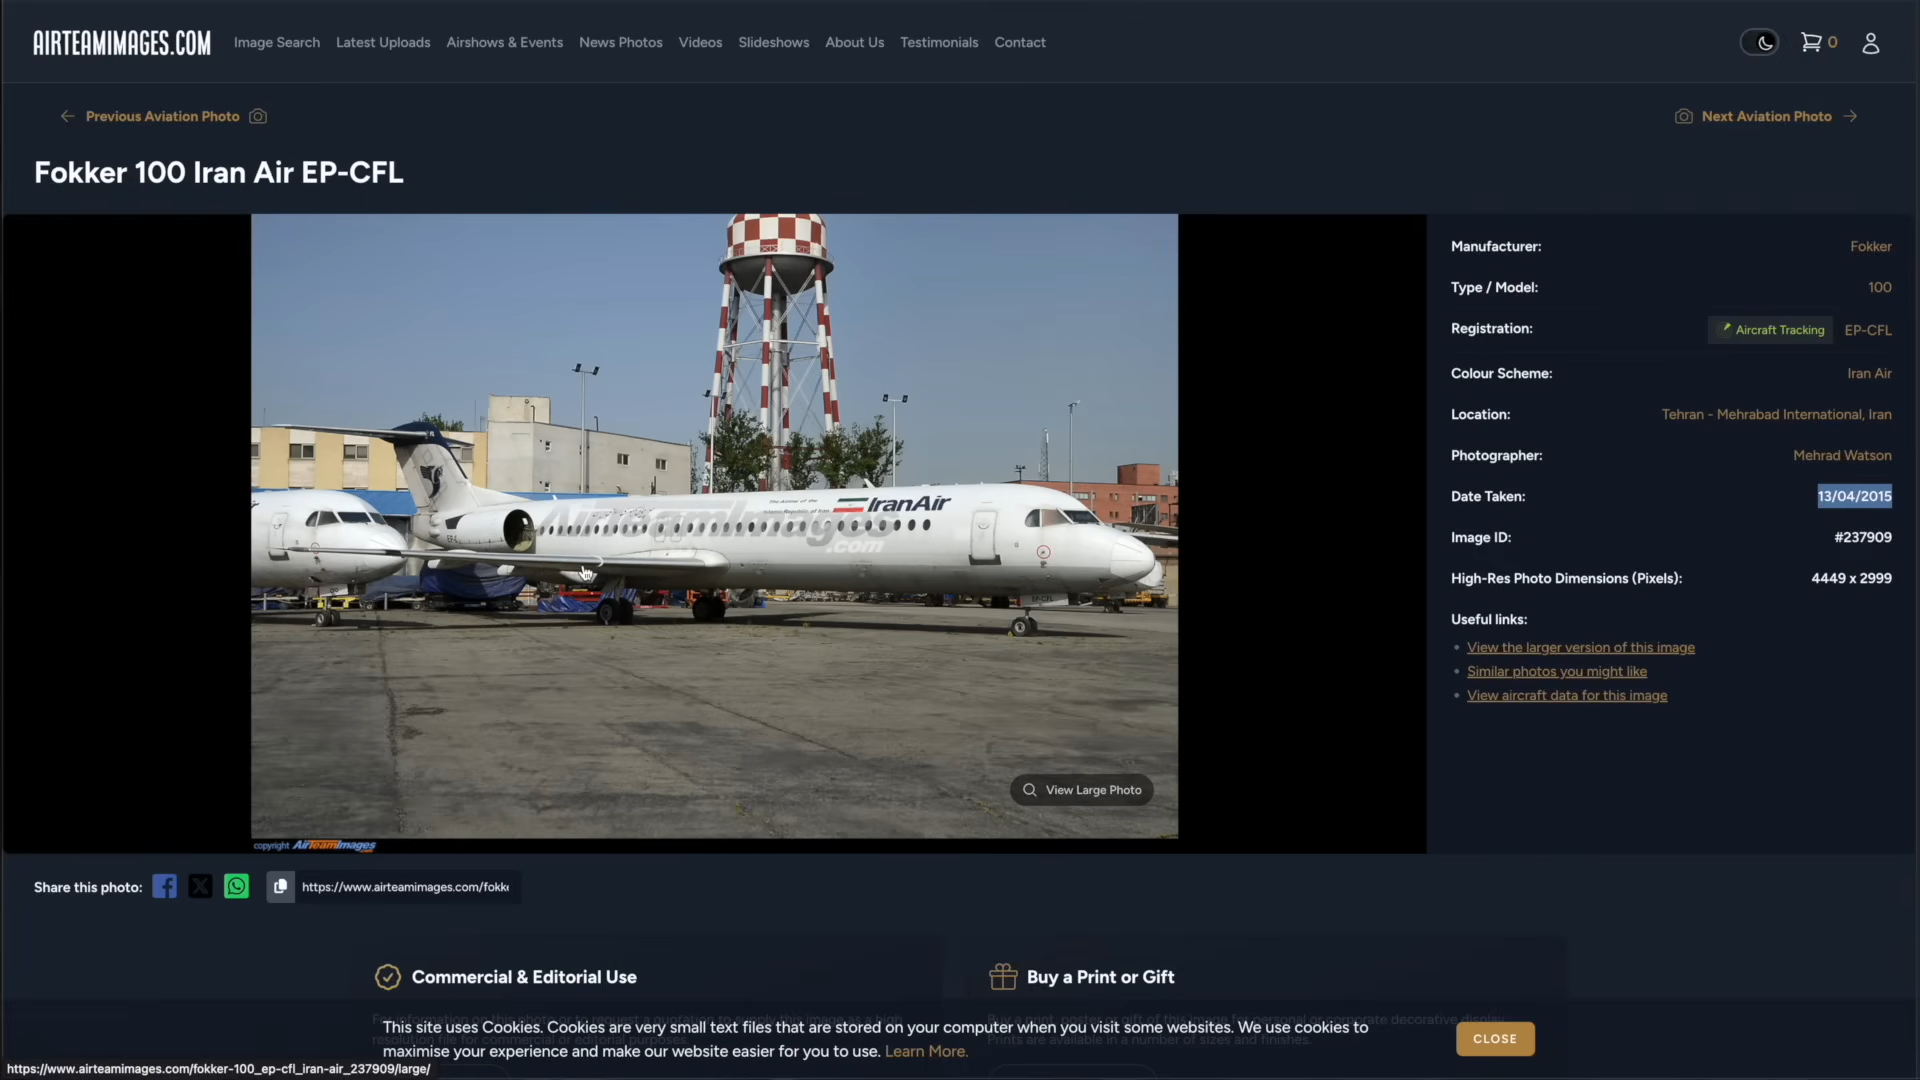 AIRTEAMIMAGES.COM
Image Search
Latest Uploads
Airshows & Events
News Photos
Videos
Slideshows
About Us
Testimonials
Contact
0
Previous Aviation Photo
Next Aviation Photo
Fokker 100 Iran Air EP-CFL
IranAir
AirTeamImages
.com
Manufacturer: Fokker
Type / Model: 100
Registration: Aircraft Tracking EP-CFL
Colour Scheme: Iran Air
Location: Tehran - Mehrabad International, Iran
Photographer: Mehrad Watson
Date Taken: 13/04/2015
Image ID: #237909
High-Res Photo Dimensions (Pixels): 4449 x 2999
Useful links:
View the larger version of this image
Similar photos you might like
View aircraft data for this image
View Large Photo
copyright AirTeamImages
Share this photo:
https://www.airteamimages.com/fokk
Commercial & Editorial Use
Buy a Print or Gift
This site uses Cookies. Cookies are very small text files that are stored on your computer when you visit some websites. We use cookies to
maximise your experience and make our website easier for you to use. Learn More.
CLOSE
https://www.airteamimages.com/fokker-100_ep-cfl_iran-air_237909/large/